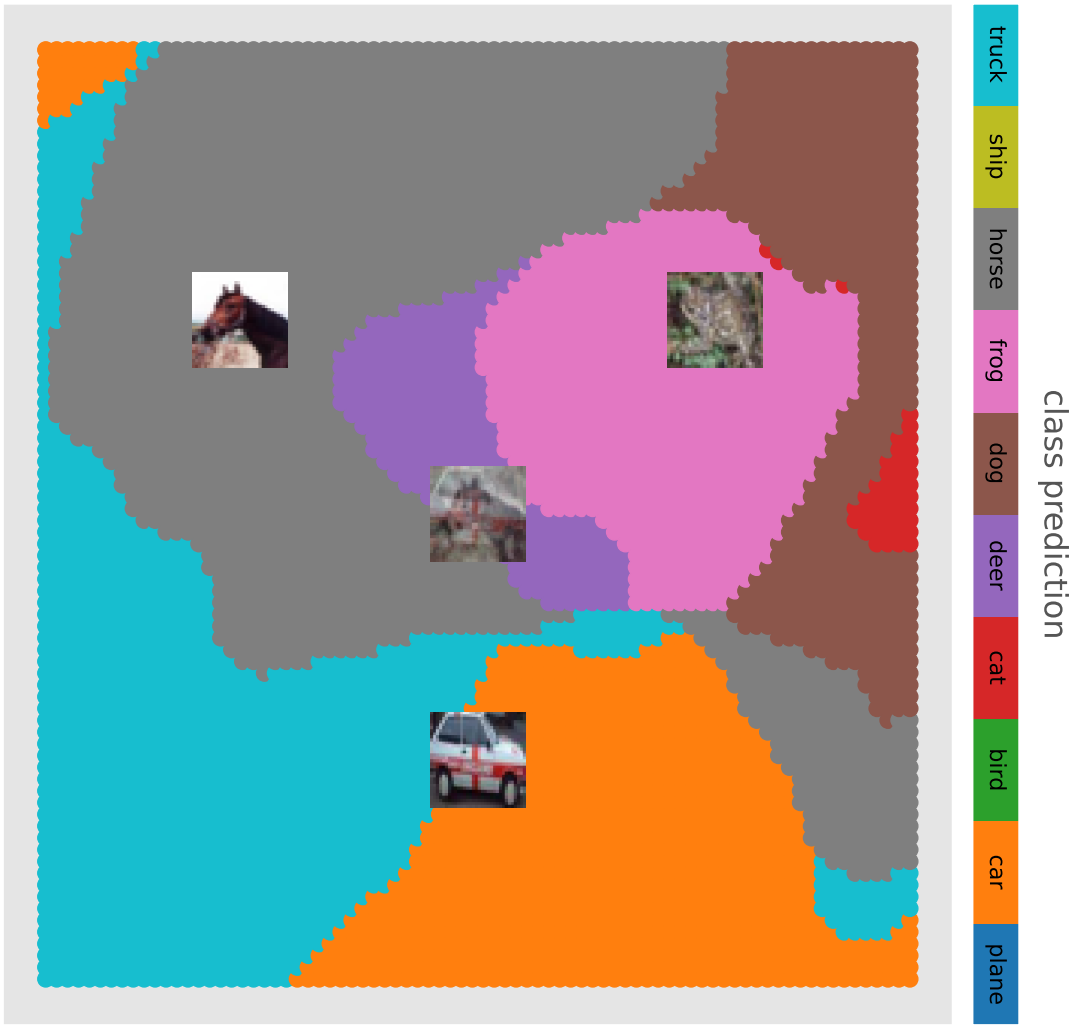 truck
ship
horse
frog
dog
deer
cat
bird
car
plane
class prediction